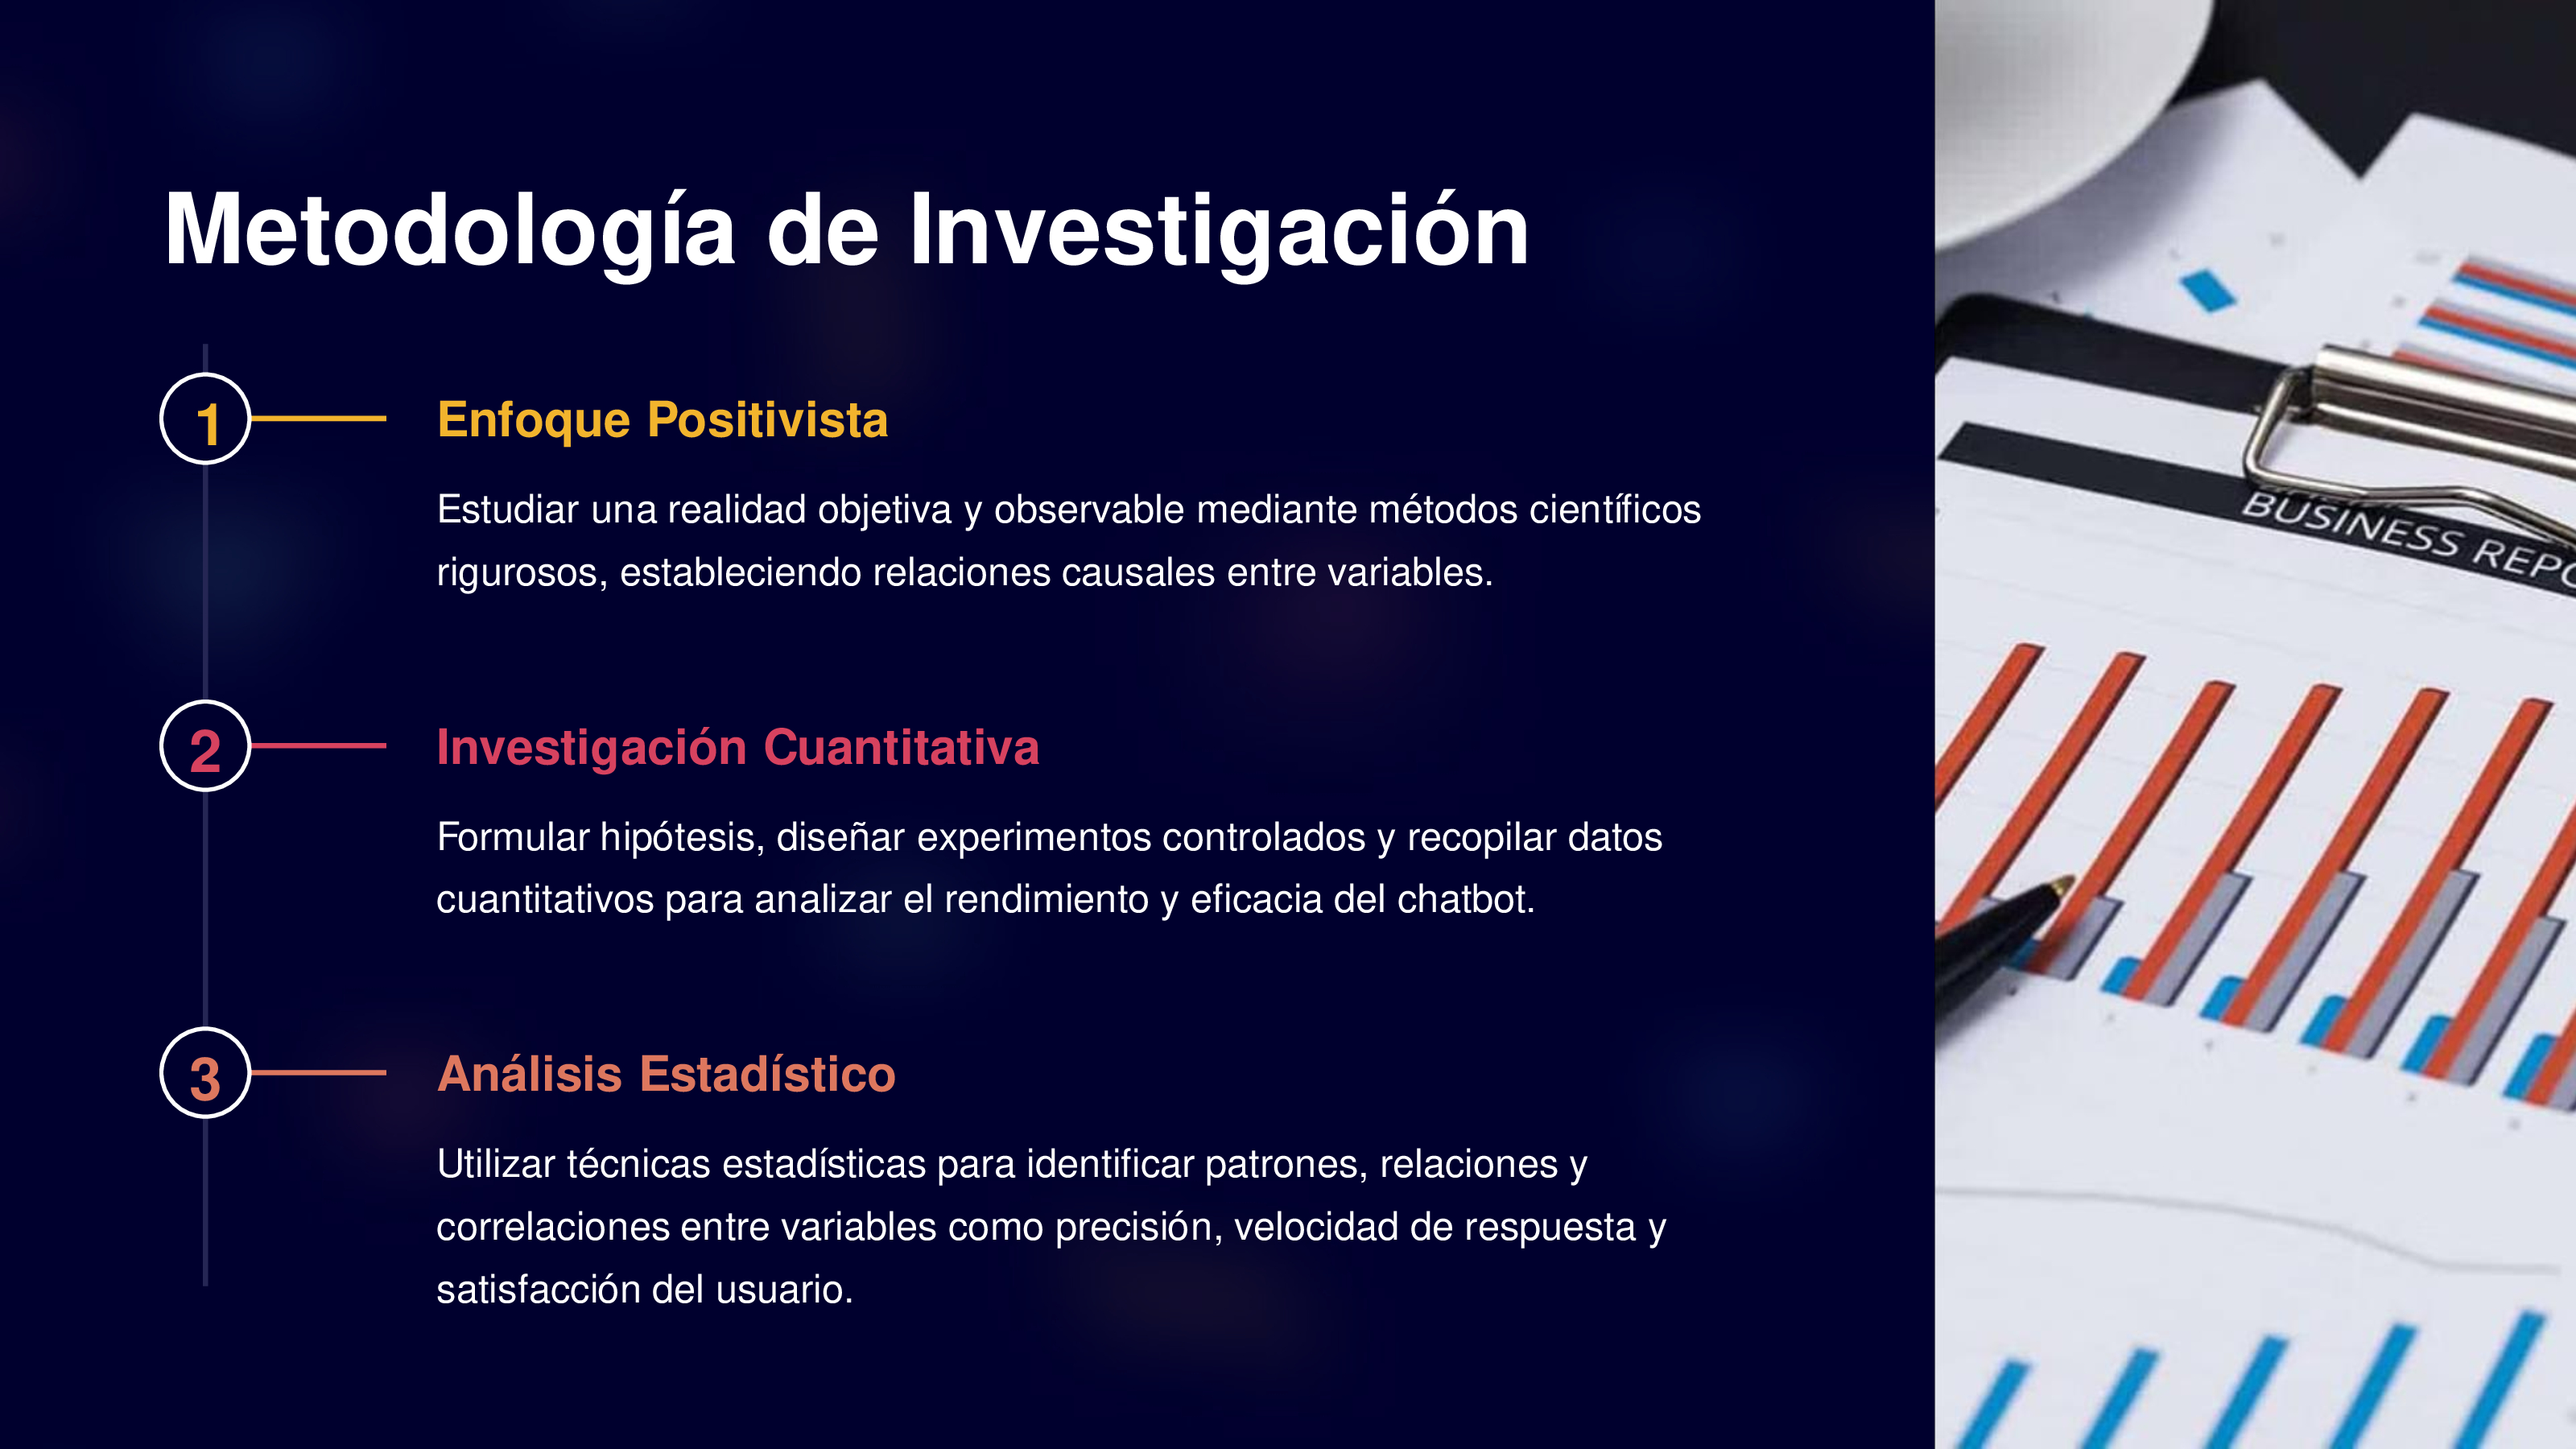 Metodología de Investigación
1
Enfoque Positivista
Estudiar una realidad objetiva y observable mediante métodos científicos
rigurosos, estableciendo relaciones causales entre variables.
2
Investigación Cuantitativa
Formular hipótesis, diseñar experimentos controlados y recopilar datos
cuantitativos para analizar el rendimiento y eficacia del chatbot.
3
Análisis Estadístico
Utilizar técnicas estadísticas para identificar patrones, relaciones y
correlaciones entre variables como precisión, velocidad de respuesta y
satisfacción del usuario.
BUSINESS REPO